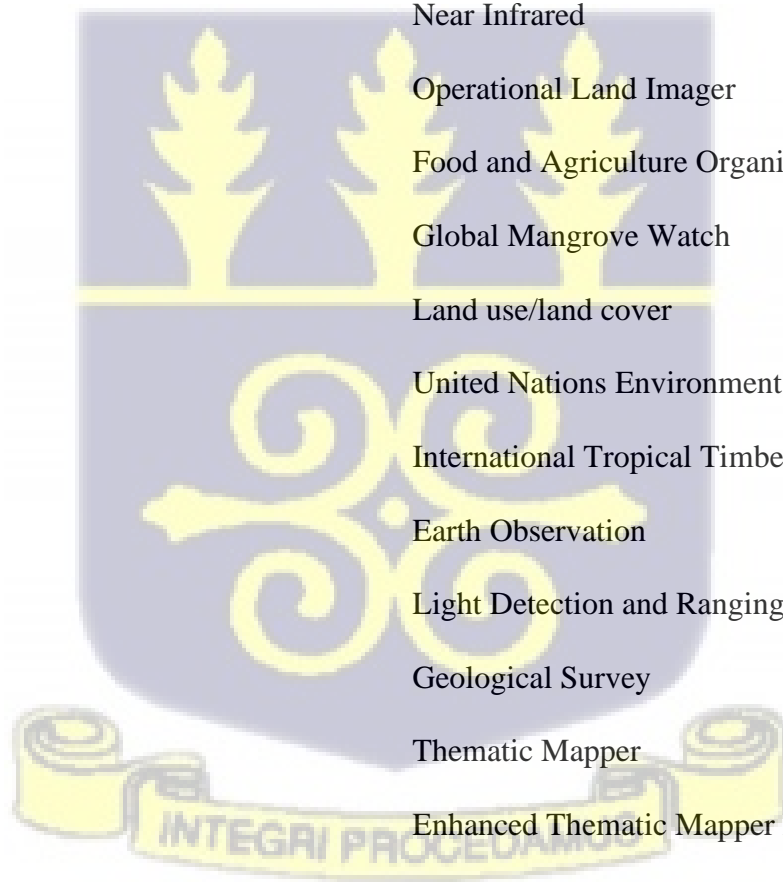 Near Infrared
Operational Land Imager
Food and Agriculture Organi
Global Mangrove Watch
Land use/land cover
United Nations Environment
International Tropical Timbe
Earth Observation
Light Detection and Ranging
Geological Survey
Thematic Mapper
Enhanced Thematic Mapper
INTEGRI PROCEDAMUS